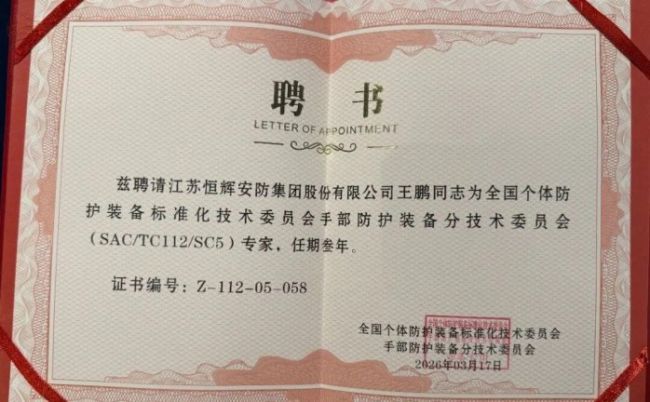 聘 书
LETTER OF APPOINTMENT
兹聘请江苏恒辉安防集团股份有限公司王鹏同志为全国个体防
护装备标准化技术委员会手部防护装备分技术委员会
（SAC/TC112/SC5）专家，任期叁年。
证书编号：Z-112-05-058
全国个体防护装备标准化技术委员会
手部防护装备分技术委员会
2026年03月17日